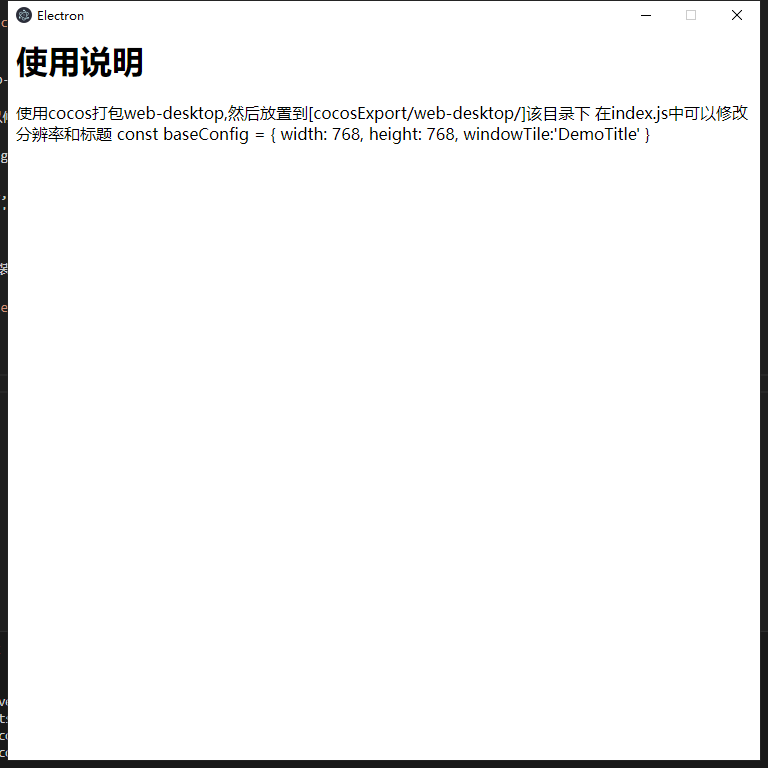 Electron
使用说明
使用cocos打包web-desktop,然后放置到[cocosExport/web-desktop/]该目录下 在index.js中可以修改
分辨率和标题 const baseConfig = { width: 768, height: 768, windowTile:'DemoTitle' }